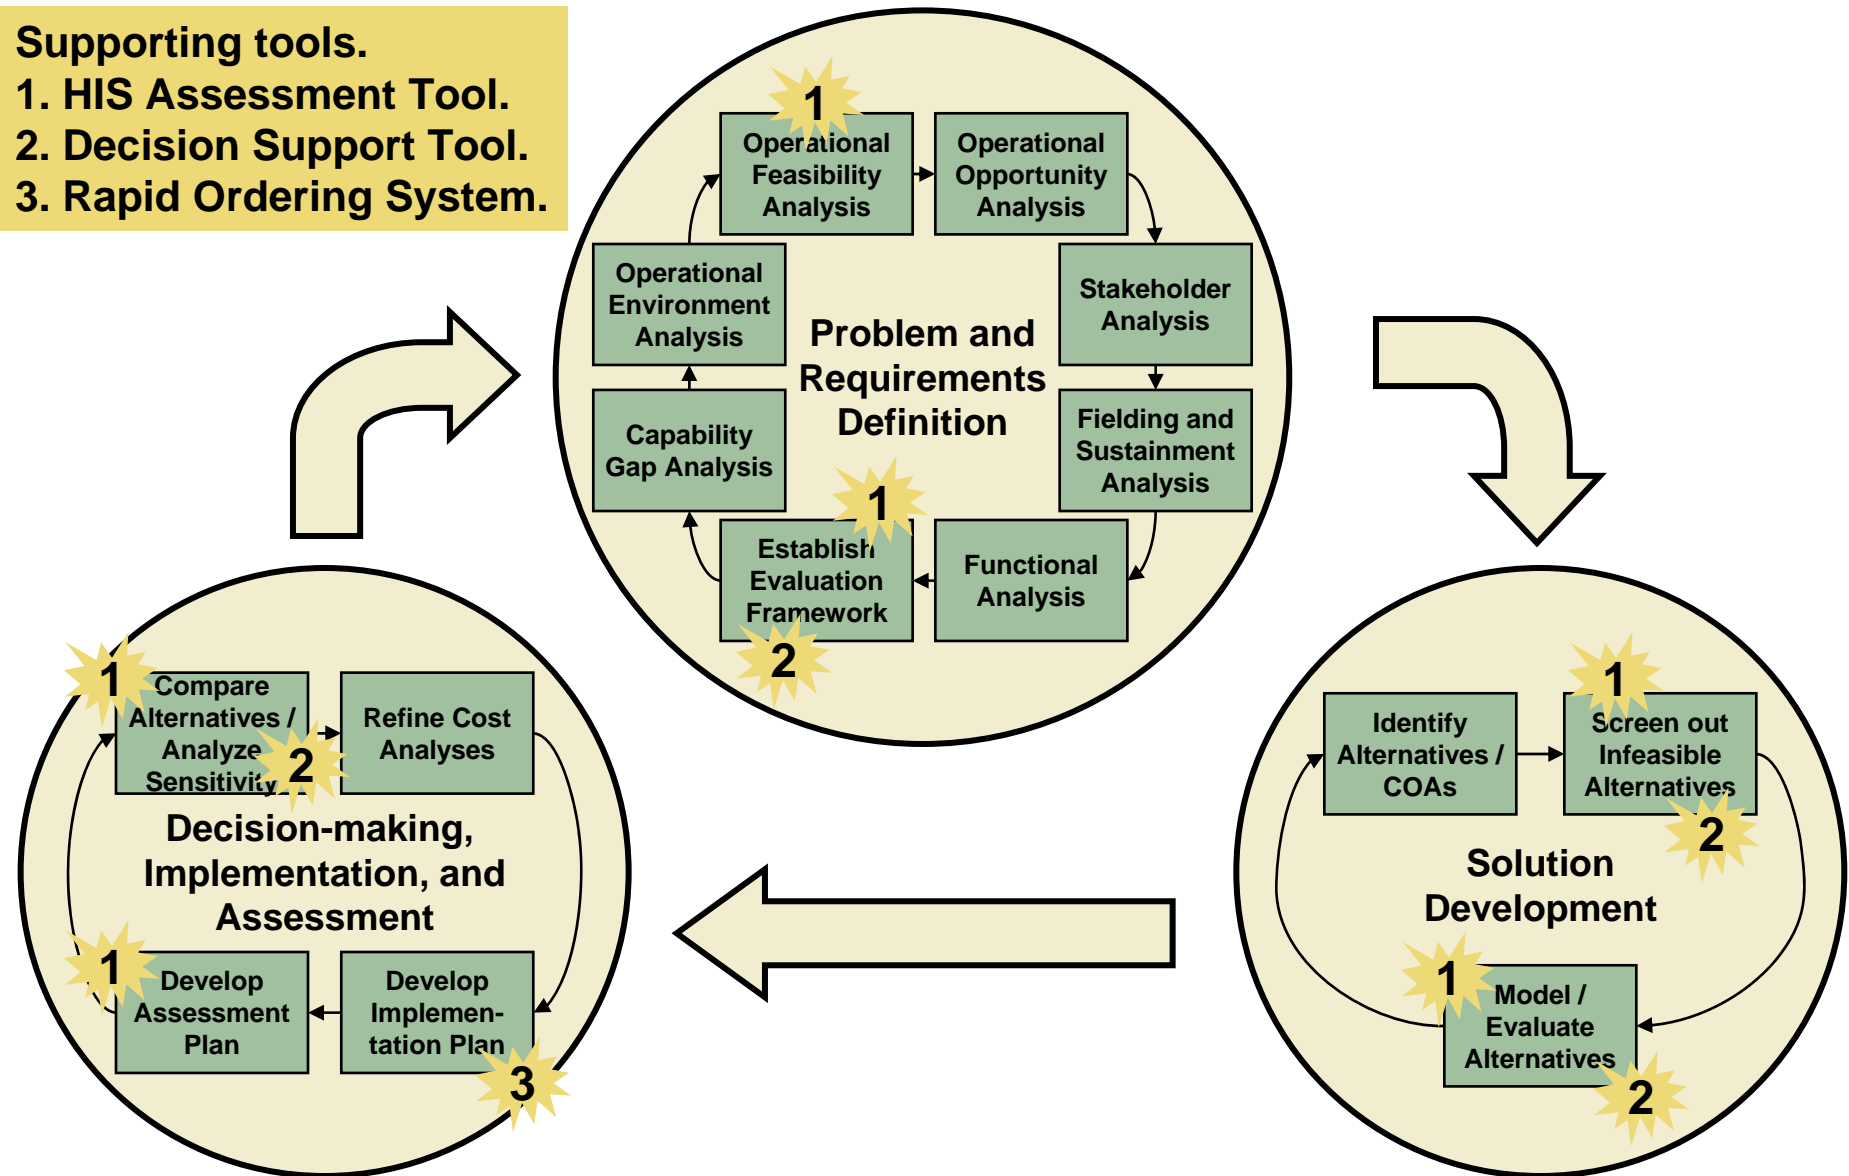 Supporting tools.
1. HIS Assessment Tool.
2. Decision Support Tool.
3. Rapid Ordering System.
1
Operational
Feasibility
Analysis
Operational
Opportunity
Analysis
Operational
Environment
Analysis
Stakeholder
Analysis
Problem and
Requirements
Definition
Capability
Gap Analysis
Fielding and
Sustainment
Analysis
1
Establish
Evaluation
Framework
2
Functional
Analysis
1
Compare
Alternatives /
Analyze
Sensitivity
2
Refine Cost
Analyses
Decision-making,
Implementation, and
Assessment
1
Develop
Assessment
Plan
Develop
Implemen-
tation Plan
3
Identify
Alternatives /
COAs
1
Screen out
Infeasible
Alternatives
2
Solution
Development
1
Model /
Evaluate
Alternatives
2